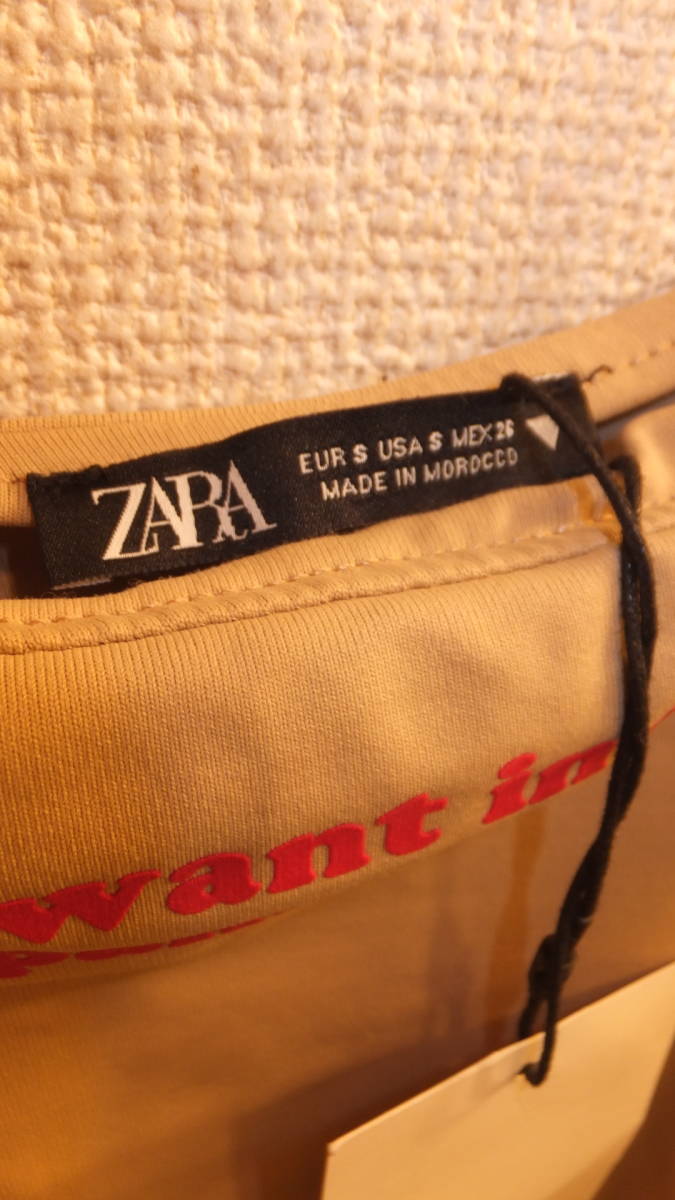 ZARA
EUR S USA S MEX 26
MADE IN MOROCCO
want in